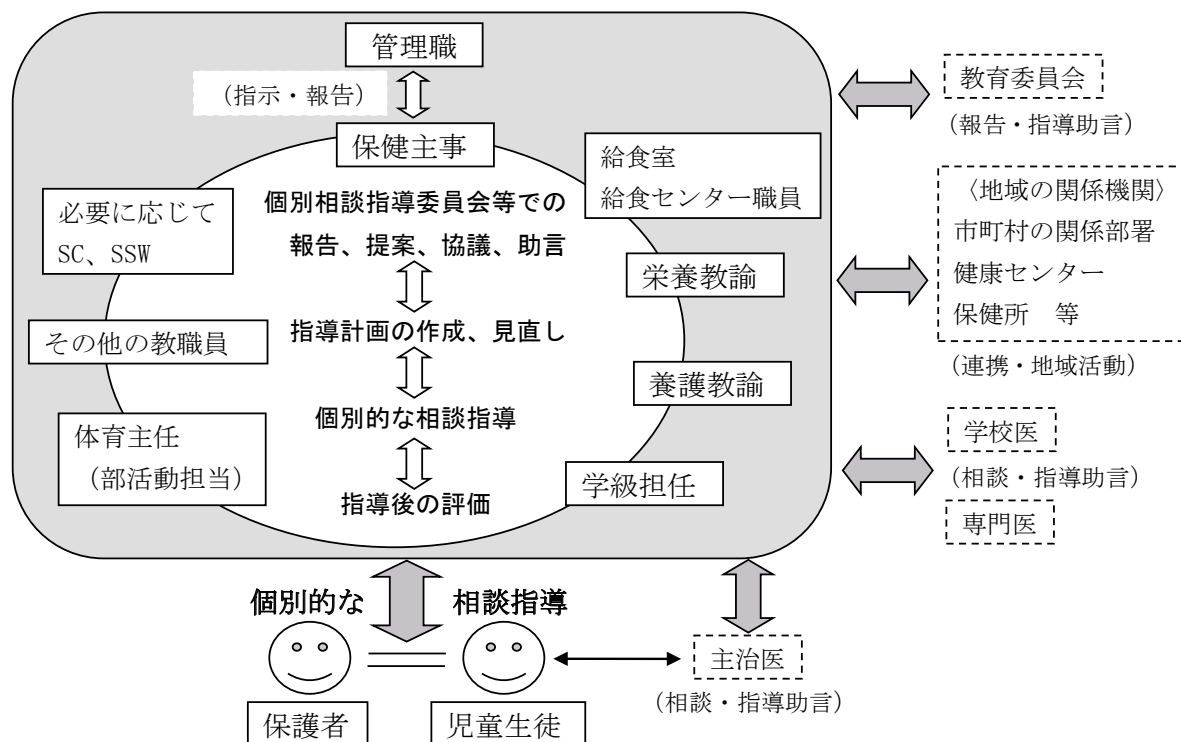 管理職
（指示・報告）
保健主事
給食室
給食センター職員
必要に応じて
SC、SSW
個別相談指導委員会等での
報告、提案、協議、助言
栄養教諭
その他の教職員
指導計画の作成、見直し
養護教諭
個別的な相談指導
体育主任
（部活動担当）
学級担任
指導後の評価
教育委員会
（報告・指導助言）
〈地域の関係機関〉
市町村の関係部署
健康センター
保健所　等
（連携・地域活動）
学校医
（相談・指導助言）
専門医
個別的な　相談指導
主治医
（相談・指導助言）
保護者
児童生徒